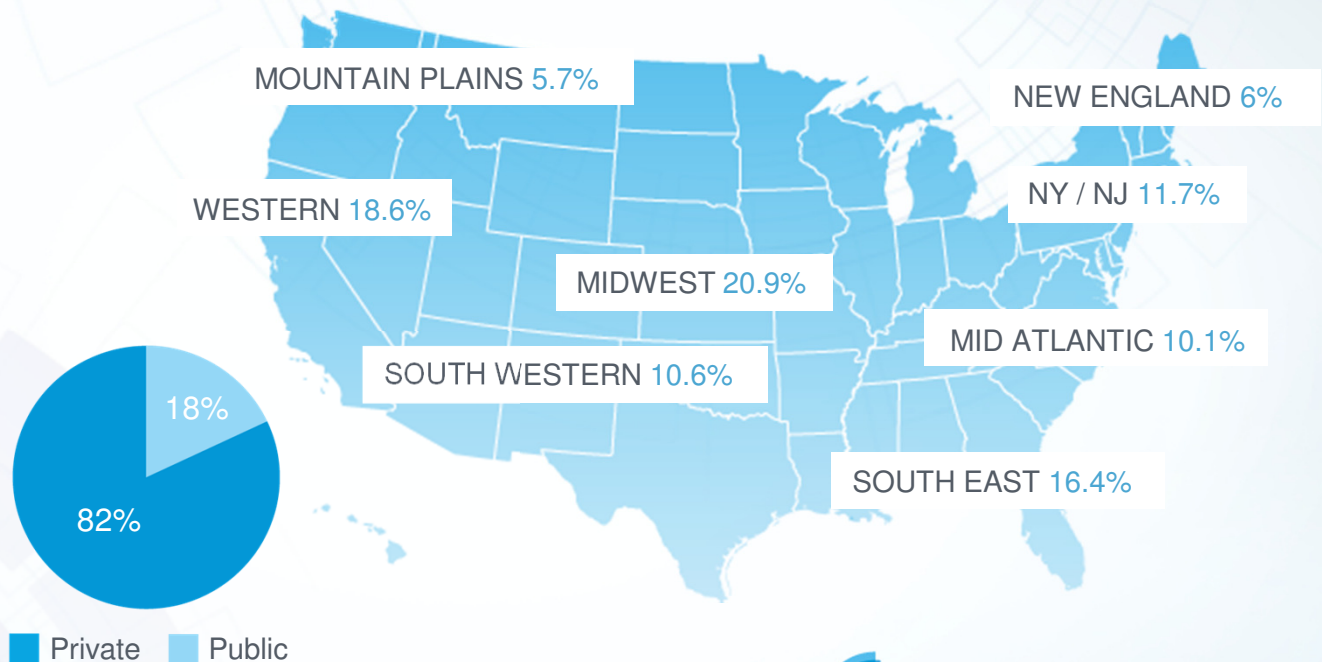 MOUNTAIN PLAINS 5.7%
NEW ENGLAND 6%
WESTERN 18.6%
NY / NJ 11.7%
MIDWEST 20.9%
MID ATLANTIC 10.1%
SOUTH WESTERN 10.6%
SOUTH EAST 16.4%
18%
82%
Private
Public